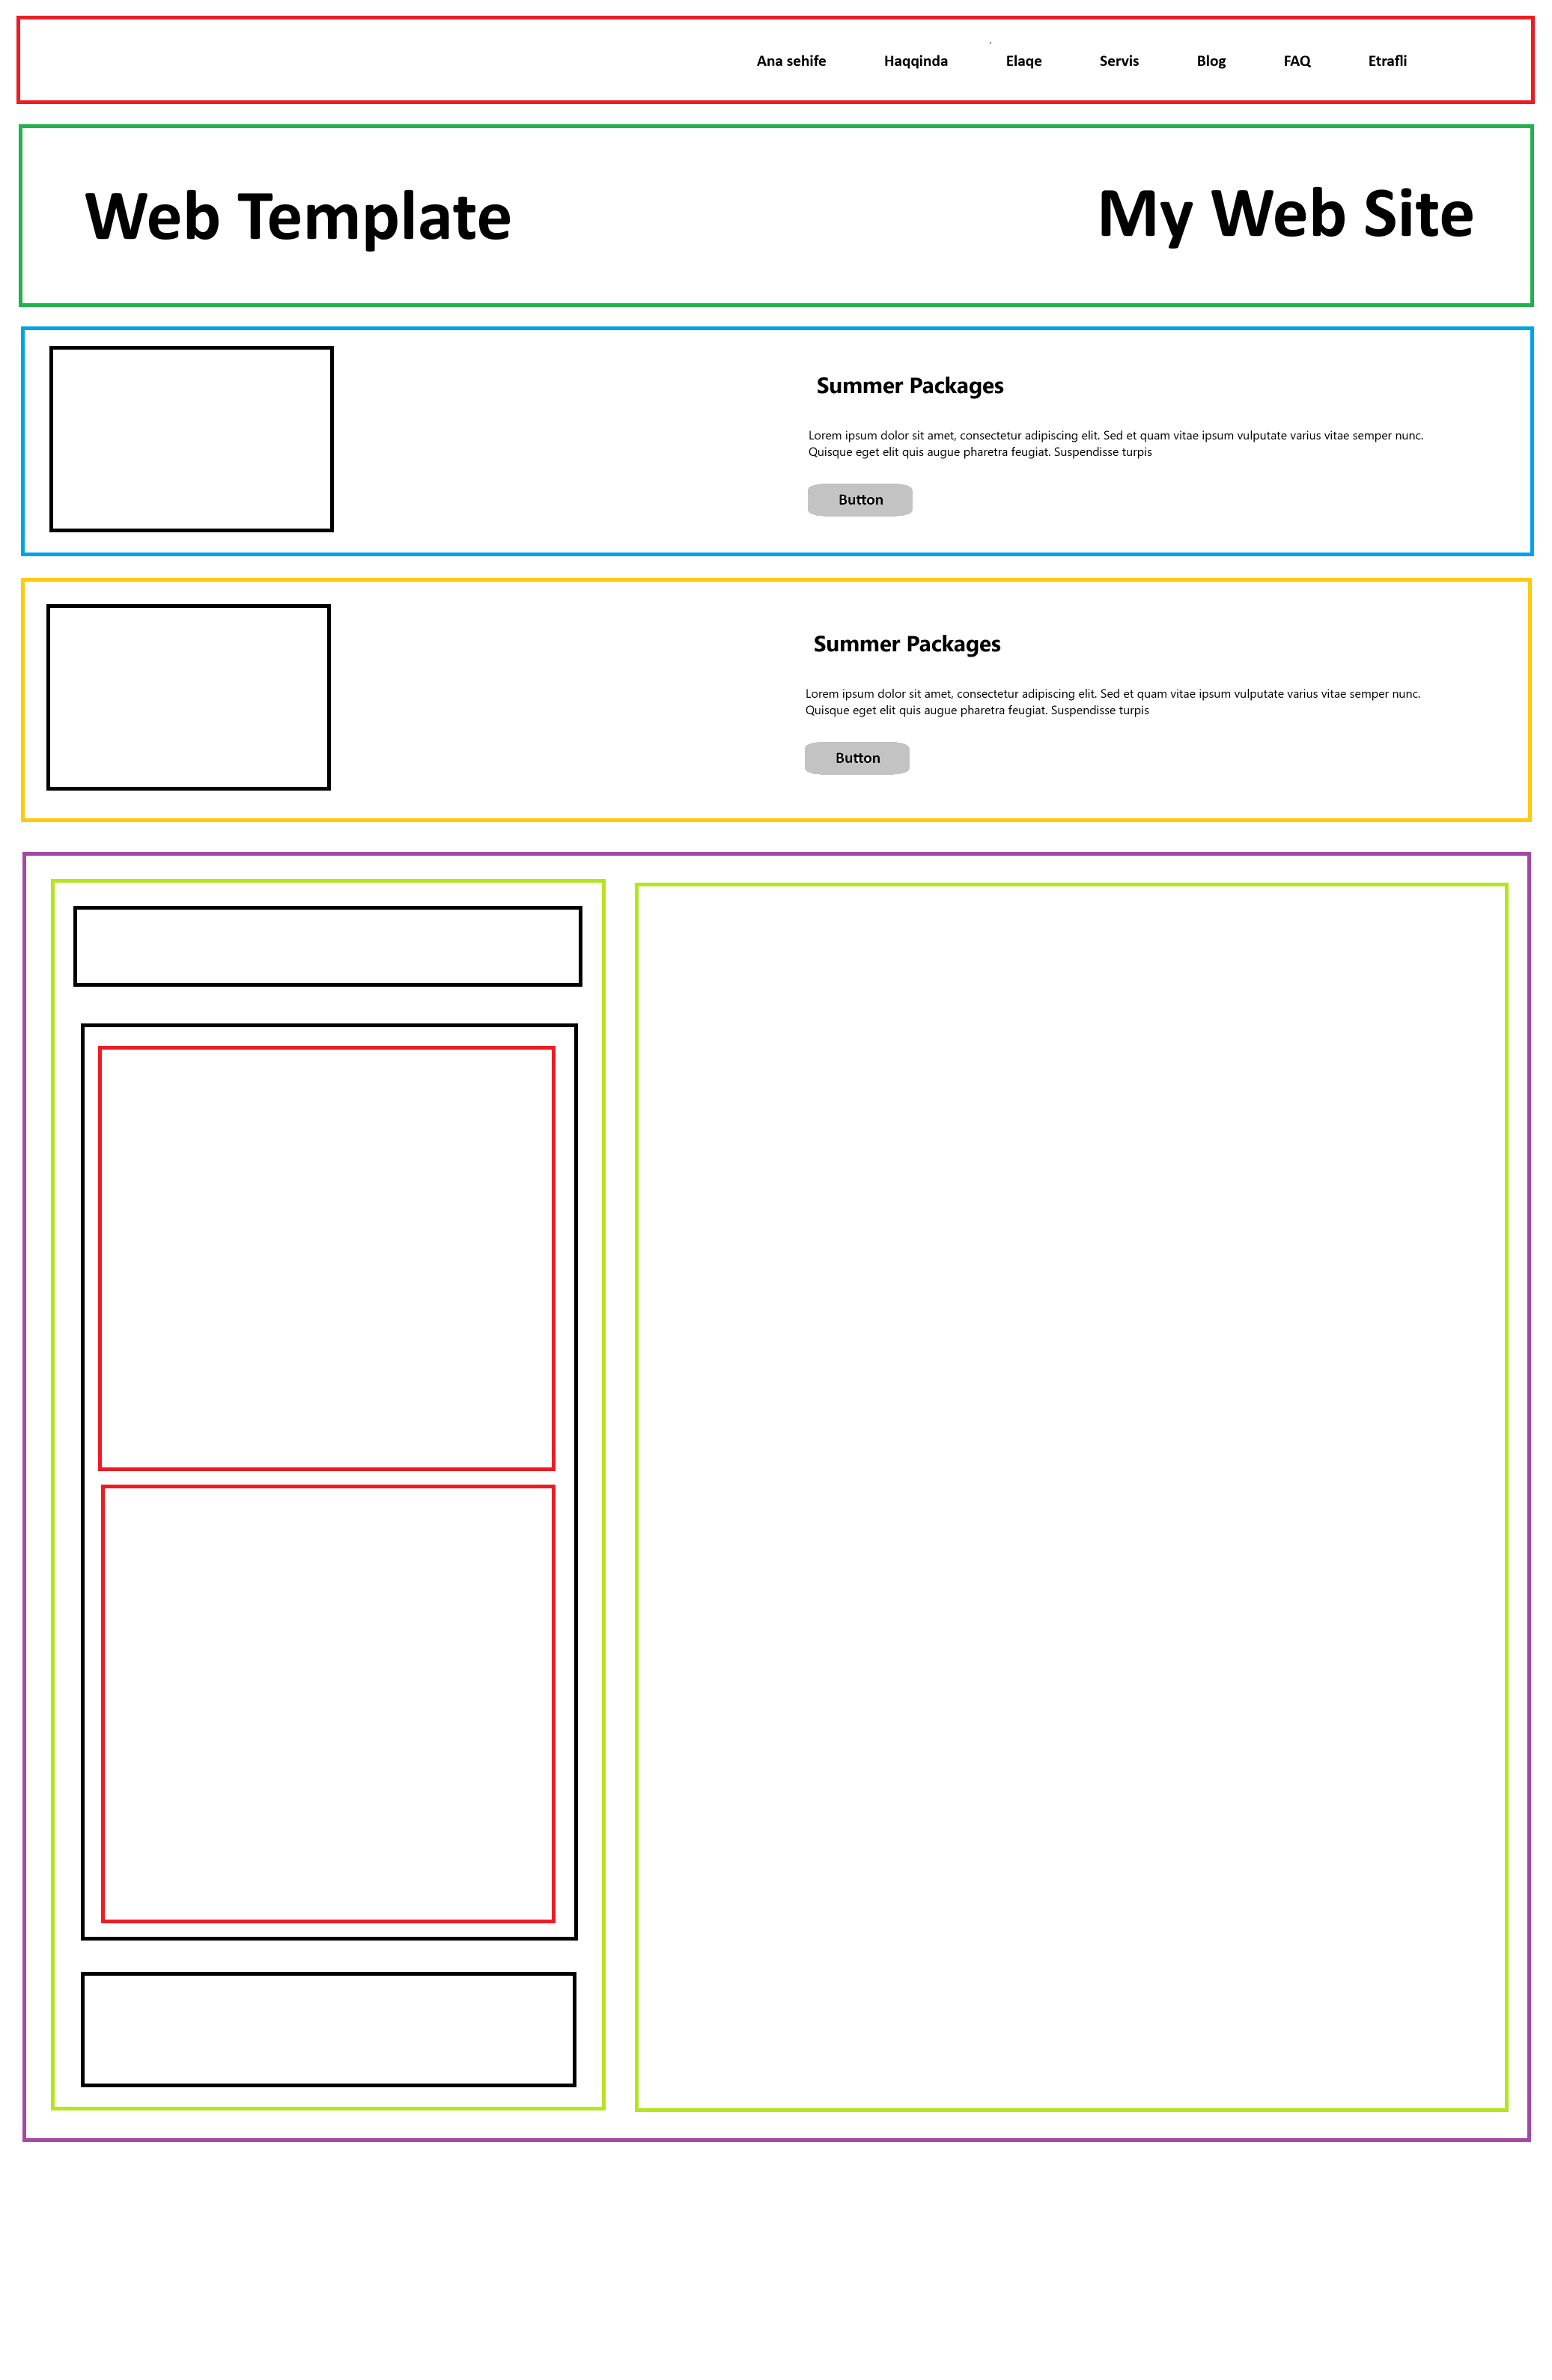 Ana sehife Haqqinda Elaqe Servis Blog FAQ Etrafli
Web Template My Web Site
Summer Packages
Lorem ipsum dolor sit amet, consectetur adipiscing elit. Sed et quam vitae ipsum vulputate varius vitae semper nunc.
Quisque eget elit quis augue pharetra feugiat. Suspendisse turpis
Button
Summer Packages
Lorem ipsum dolor sit amet, consectetur adipiscing elit. Sed et quam vitae ipsum vulputate varius vitae semper nunc.
Quisque eget elit quis augue pharetra feugiat. Suspendisse turpis
Button